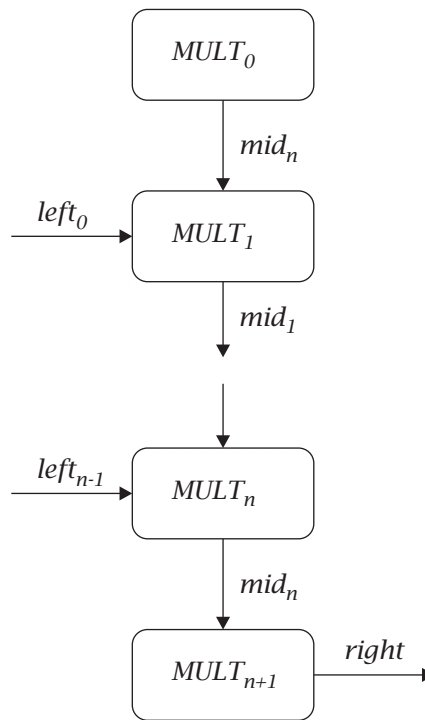 MULT₀
midₙ
left₀
MULT₁
mid₁
leftₙ₋₁
MULTₙ
midₙ
right
MULTₙ₊₁